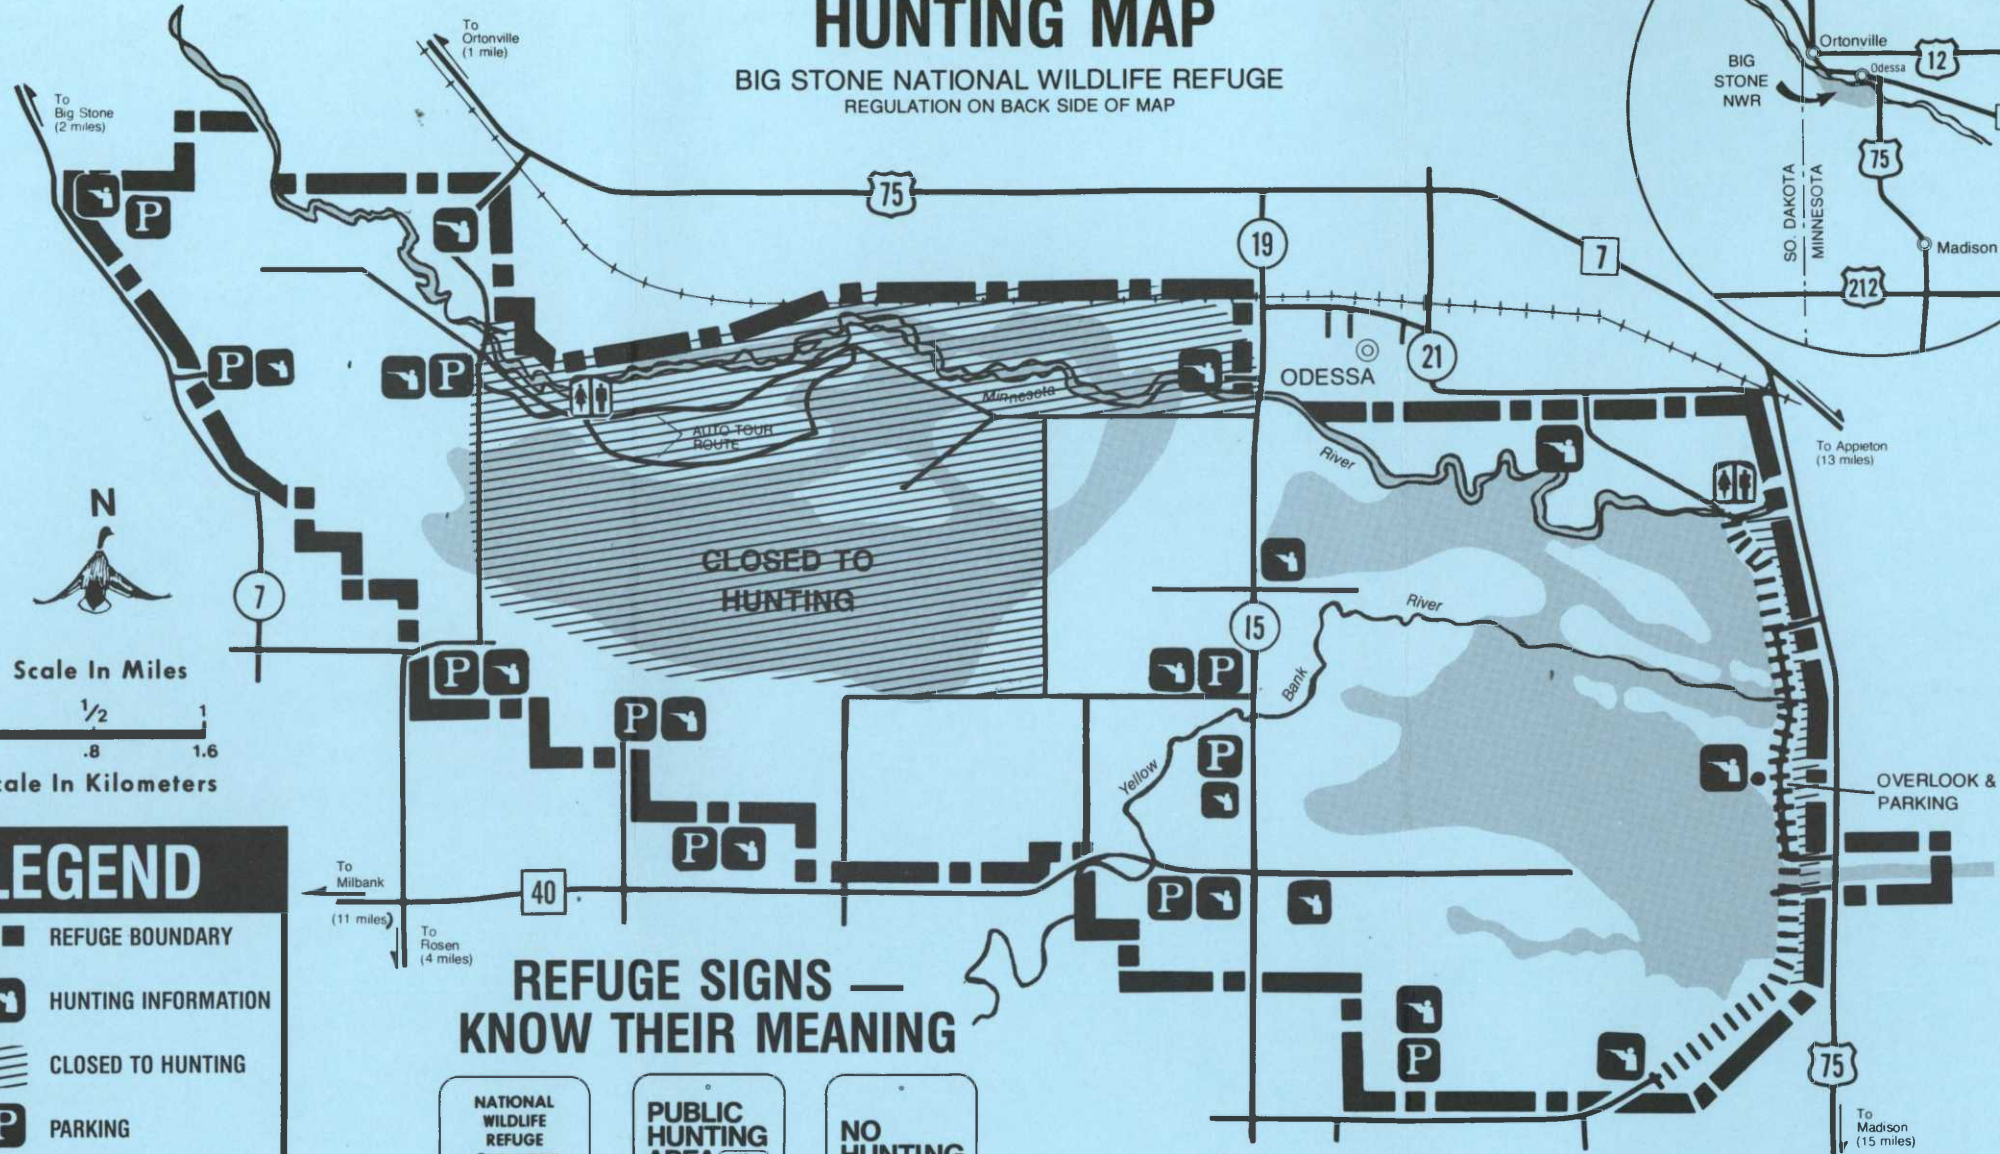 HUNTING MAP
BIG STONE NATIONAL WILDLIFE REFUGE
REGULATION ON BACK SIDE OF MAP
To
Ortonville
(1 mile)
To
Big Stone
(2 miles)
P
75
19
7
21
ODESSA
Ortonville
Odessa
12
BIG
STONE
NWR
75
SO. DAKOTA
MINNESOTA
Madison
212
P
P
Minnesota
River
AUTO TOUR
ROUTE
To Appleton
(13 miles)
CLOSED TO
HUNTING
N
7
15
River
Bank
Yellow
Scale In Miles
1/2
1
.8
1.6
cale In Kilometers
P
P
P
P
P
P
P
OVERLOOK &
PARKING
40
To
Milbank
(11 miles)
To
Rosen
(4 miles)
75
To
Madison
(15 miles)
LEGEND
REFUGE BOUNDARY
HUNTING INFORMATION
CLOSED TO HUNTING
P
PARKING
REFUGE SIGNS —
KNOW THEIR MEANING
NATIONAL
WILDLIFE
REFUGE
PUBLIC
HUNTING
NO
HUNTING